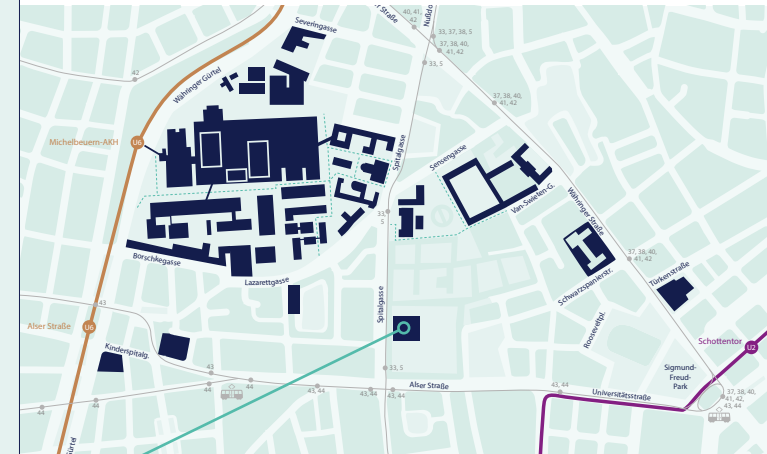 er Straße
40, 41,
42
Nußdo
33, 37, 38, 5
37, 38, 40,
41, 42
33, 5
Severingasse
42
Währinger Gürtel
37, 38, 40,
41, 42
Michelbeuern-AKH
U6
Spitalgasse
Sensengasse
Van-Swieten-G.
Währinger Straße
33,
5
37, 38, 40,
41, 42
Borschkegasse
Lazarettgasse
Schwarzspanierstr.
Türkenstraße
Spitalgasse
43
Alser Straße
U6
Rooseveltpl.
Schottentor
U2
Kinderspitalg.
43
33, 5
Sigmund-
Freud-
Park
44
44
43, 44
43, 44
43, 44
Alser Straße
43, 44
Universitätsstraße
37, 38, 40,
41, 42,
43, 44
44
44
Gürtel